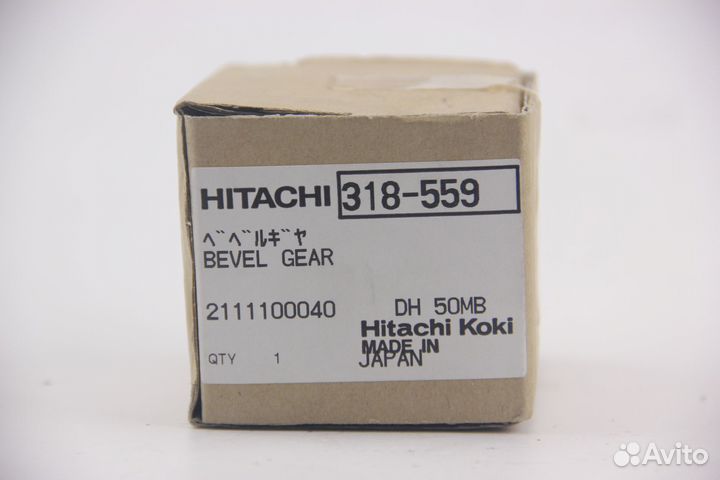 HITACHI 318-559
ﾍﾞﾍﾞﾙｷﾞﾔ
BEVEL GEAR
2111100040 DH 50MB
Hitachi Koki
MADE IN
QTY 1 JAPAN
Avito